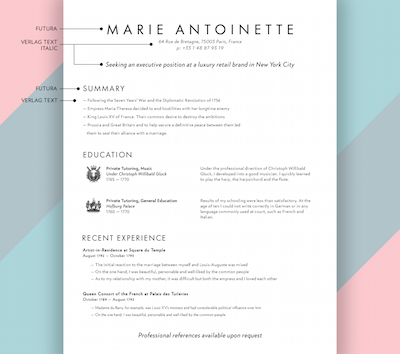 FUTURA
MARIE ANTOINETTE
VERLAG TEXT
ITALIC
64 Rue de Bretagne, 75003 Paris, France
p: +33 1 48 87 93 19
Seeking an executive position at a luxury retail brand in New York City
FUTURA
SUMMARY
VERLAG TEXT
– Following the Seven Years' War and the Diplomatic Revolution of 1756
– Empress Maria Theresa decided to end hostilities with her longtime enemy
– King Louis XV of France. Their common desire to destroy the ambitions
– Prussia and Great Britain and to help secure a definitive peace between them led
them to seal their alliance with a marriage.
EDUCATION
Private Tutoring, Music
Under Christoph Willibald Glück
1765 – 1770
Under the professional direction of Christoph Willibald
Glück, I developed into a good musician. I quickly learned
to play the harp, the harpsichord and the flute.
Private Tutoring, General Education
Hofburg Palace
1760 – 1770
Results of my schooling were less than satisfactory. At the
age of ten I could not write correctly in German or in any
language commonly used at court, such as French and
Italian.
RECENT EXPERIENCE
Artist-in-Residence at Square du Temple
August 1792 – October 1793
– The initial reaction to the marriage between myself and Louis-Auguste was mixed
– On the one hand, I was beautiful, personable and well-liked by the common people
– As to my relationship with my mother, it was difficult but both the empress and I loved each other
Queen Consort of the French at Palais des Tuileries
October 1789 – August 1792
– Madame du Barry, for example, was Louis XV's mistress and had considerable political influence over him
– On the one hand, I was beautiful, personable and well-liked by the common people
Professional references available upon request